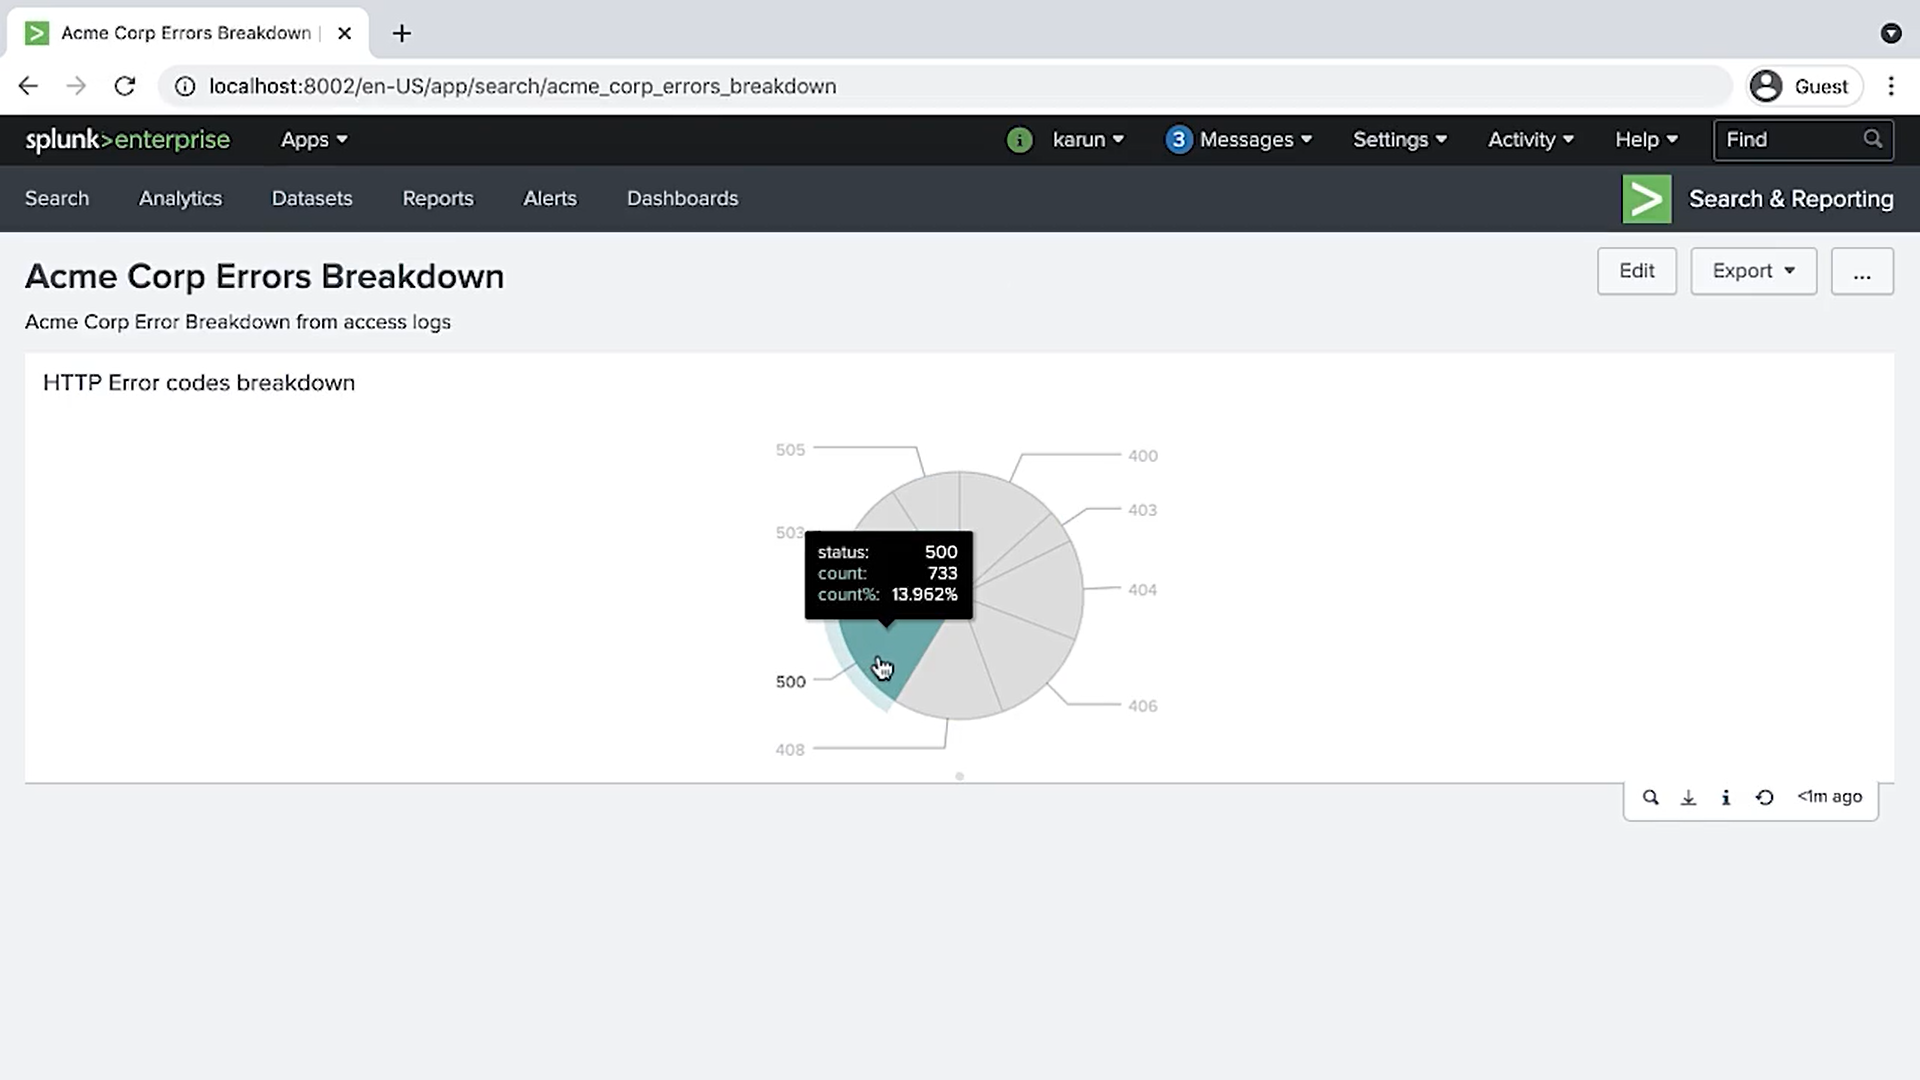 Acme Corp Errors Breakdown |
localhost:8002/en-US/app/search/acme_corp_errors_breakdown
Guest
splunk>enterprise
Apps
karun
3 Messages
Settings
Activity
Help
Find
Search
Analytics
Datasets
Reports
Alerts
Dashboards
Search & Reporting
Acme Corp Errors Breakdown
Edit
Export
...
Acme Corp Error Breakdown from access logs
HTTP Error codes breakdown
505
400
403
503
status: 500
count: 733
count%: 13.962%
404
500
406
408
<1m ago